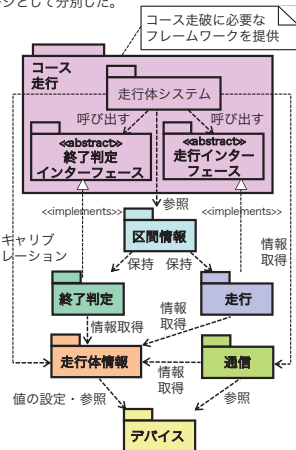 ージとして分別した。
コース走破に必要な
フレームワークを提供
コース
走行
走行体システム
呼び出す
呼び出す
«abstract»
終了判定
インターフェース
«abstract»
走行インター
フェース
参照
<<implements>>
<<implements>>
区間情報
キャリブ
レーション
保持
保持
情報
取得
終了判定
走行
情報取得
情報
取得
走行体情報
通信
情報
取得
値の設定・参照
参照
デバイス